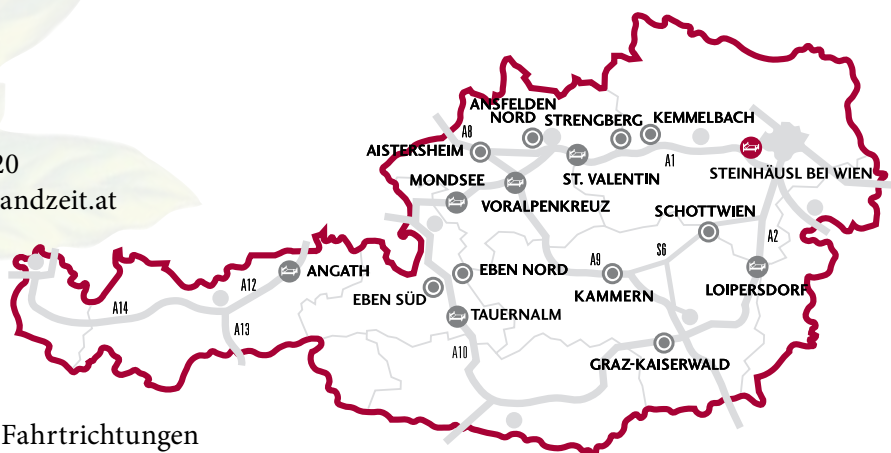 ANSFELDEN
NORD
STRENGBERG
KEMMELBACH
A8
AISTERSHEIM
20
andzeit.at
MONDSEE
ST. VALENTIN
A1
STEINHÄUSL BEI WIEN
VORALPENKREUZ
SCHOTTWIEN
A2
S6
A9
ANGATH
EBEN NORD
A12
EBEN SÜD
KAMMERN
LOIPERSDORF
A14
TAUERNALM
A13
A10
GRAZ-KAISERWALD
Fahrtrichtungen